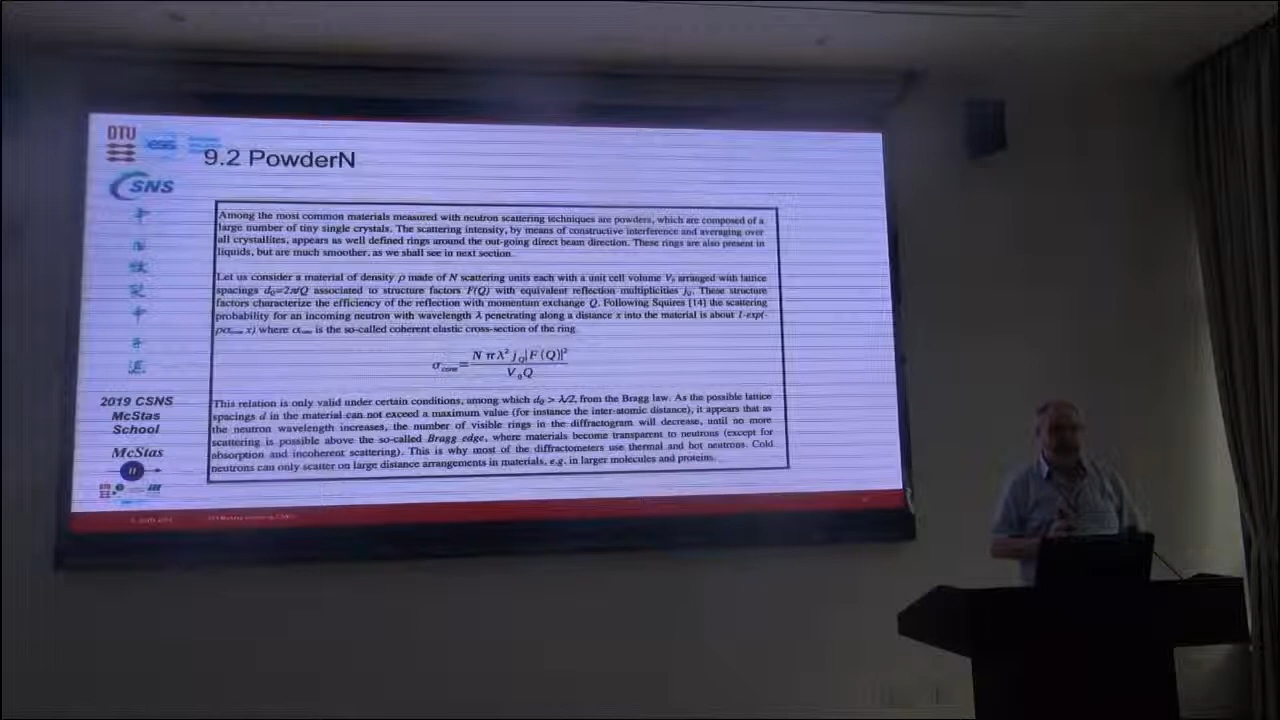 DTU
ess
9.2 PowderN
CSNS
Among the most common materials measured with neutron scattering techniques are powders, which are composed of a
large number of tiny single crystals. The scattering intensity, by means of constructive interference and averaging over
all crystallites, appears as well defined rings around the out-going direct beam direction. These rings are also present in
liquids, but are much smoother, as we shall see in next section.
Let us consider a material of density ρ made of N scattering units each with a unit cell volume V₀ arranged with lattice
spacings d_Q=2π/Q associated to structure factors F(Q) with equivalent reflection multiplicities j_Q. These structure
factors characterize the efficiency of the reflection with momentum exchange Q. Following Squires [14] the scattering
probability for an incoming neutron with wavelength λ penetrating along a distance x into the material is about 1-exp(-
ρσ_cone x) where σ_cone is the so-called coherent elastic cross-section of the ring
σ_cone = N π λ² j_Q |F (Q)|² / V₀Q
This relation is only valid under certain conditions, among which d_Q > λ/2, from the Bragg law. As the possible lattice
spacings d in the material can not exceed a maximum value (for instance the inter-atomic distance), it appears that as
the neutron wavelength increases, the number of visible rings in the diffractogram will decrease, until no more
scattering is possible above the so-called Bragg edge, where materials become transparent to neutrons (except for
absorption and incoherent scattering). This is why most of the diffractometers use thermal and hot neutrons. Cold
neutrons can only scatter on large distance arrangements in materials, e.g. in larger molecules and proteins.
2019 CSNS
McStas
School
McStas